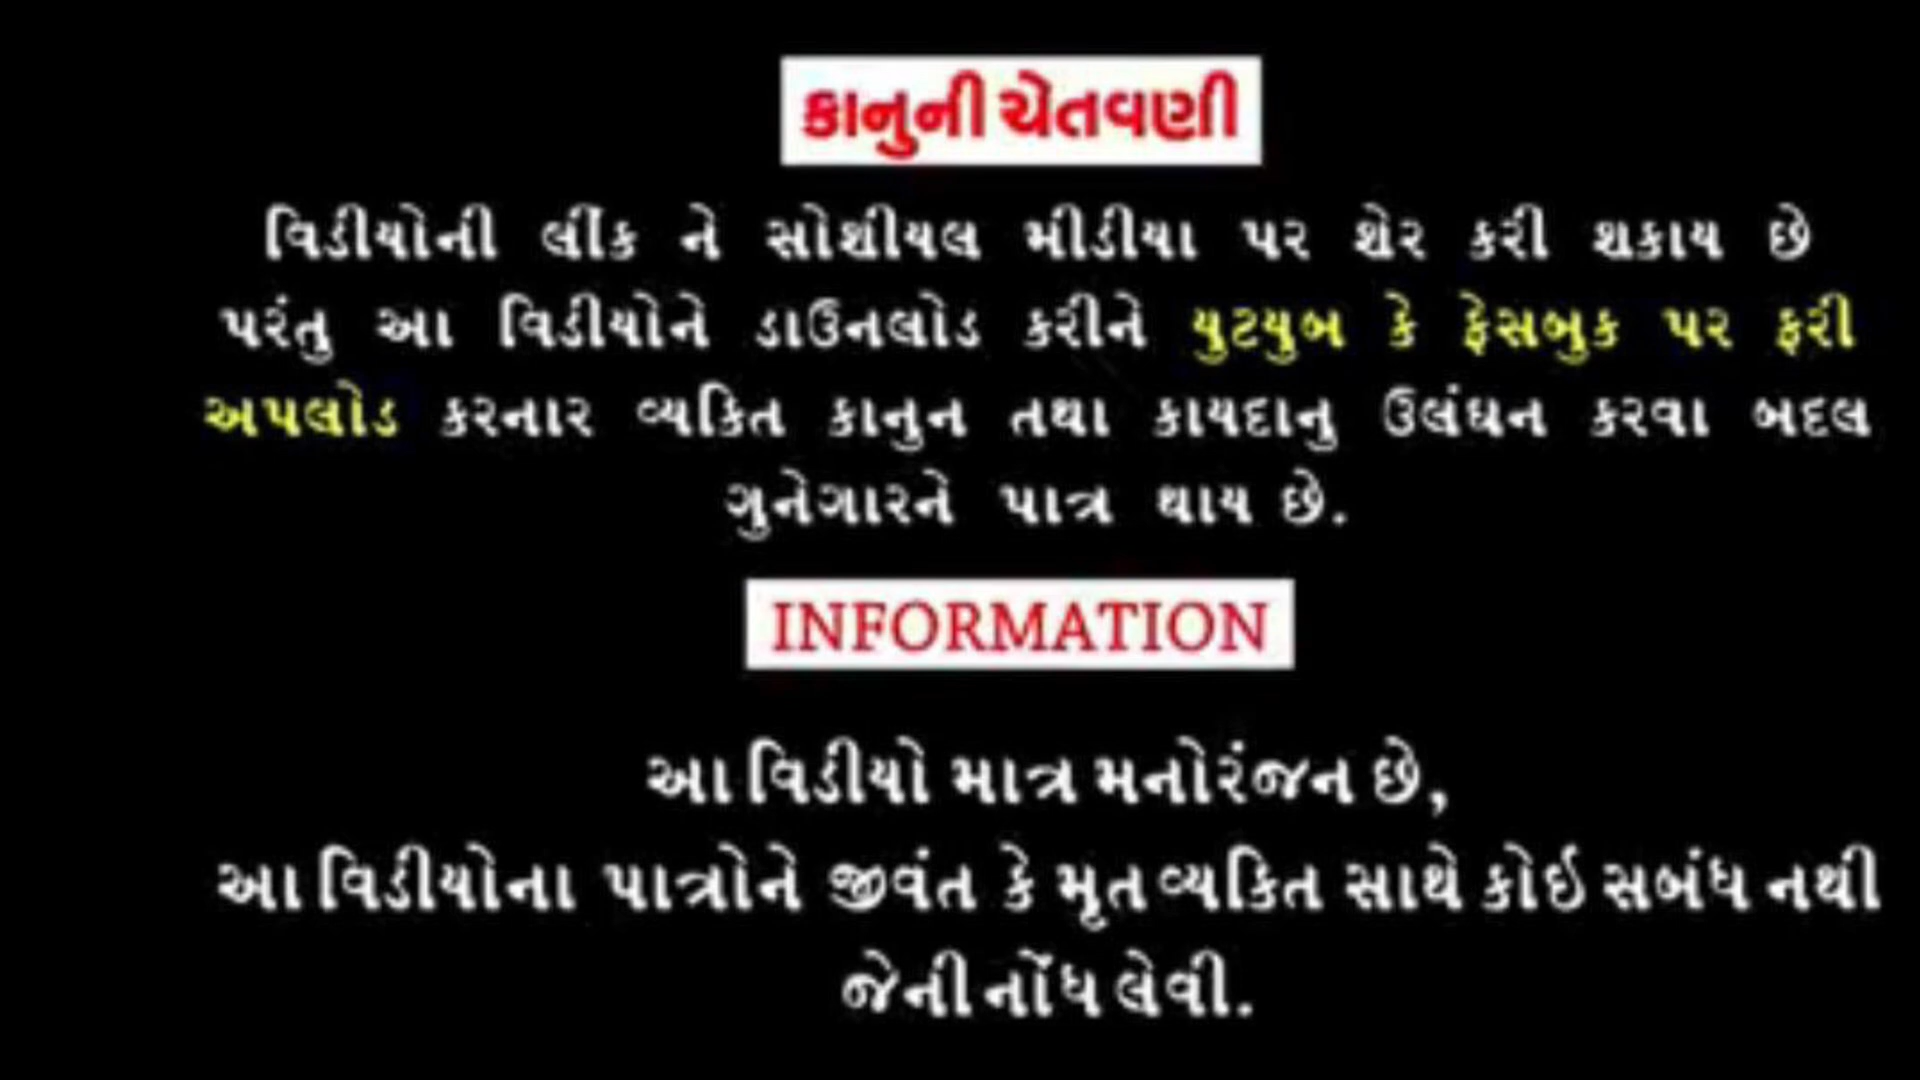 કાનુની ચેતવણી
વિડીયોની લીંક ને સોશીયલ મીડીયા પર શેર કરી શકાય છે
પરંતુ આ વિડીયોને ડાઉનલોડ કરીને યુટયુબ કે ફેસબુક પર ફરી
અપલોડ કરનાર વ્યકિત કાનુન તથા કાયદાનુ ઉલંઘન કરવા બદલ
ગુનેગારને પાત્ર થાય છે.
INFORMATION
આ વિડીયો માત્ર મનોરંજન છે,
આ વિડીયોના પાત્રોને જીવંત કે મૃત વ્યકિત સાથે કોઇ સબંધ નથી
જેની નોંધ લેવી.